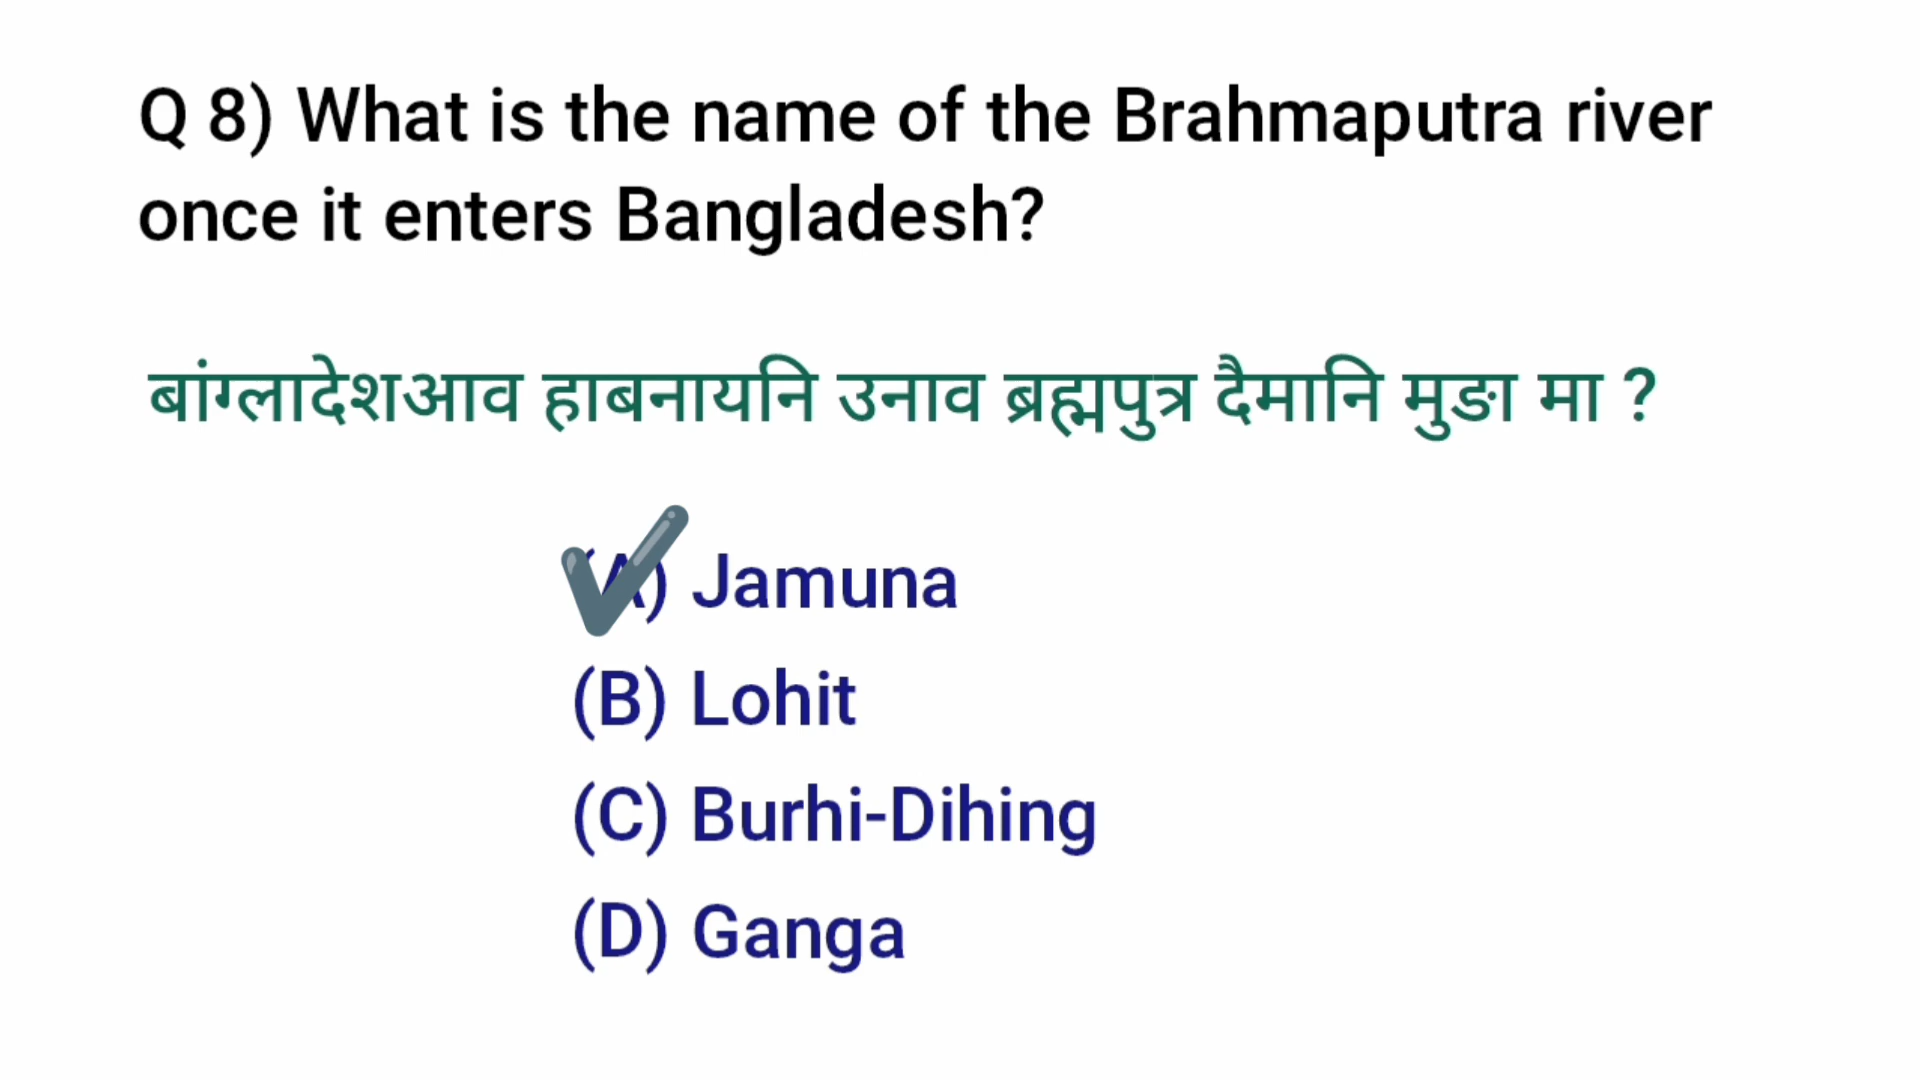 Q 8) What is the name of the Brahmaputra river
once it enters Bangladesh?
बांग्लादेशआव हाबनायनि उनाव ब्रह्मपुत्र दैमानि मुङा मा ?
(A) Jamuna
(B) Lohit
(C) Burhi-Dihing
(D) Ganga